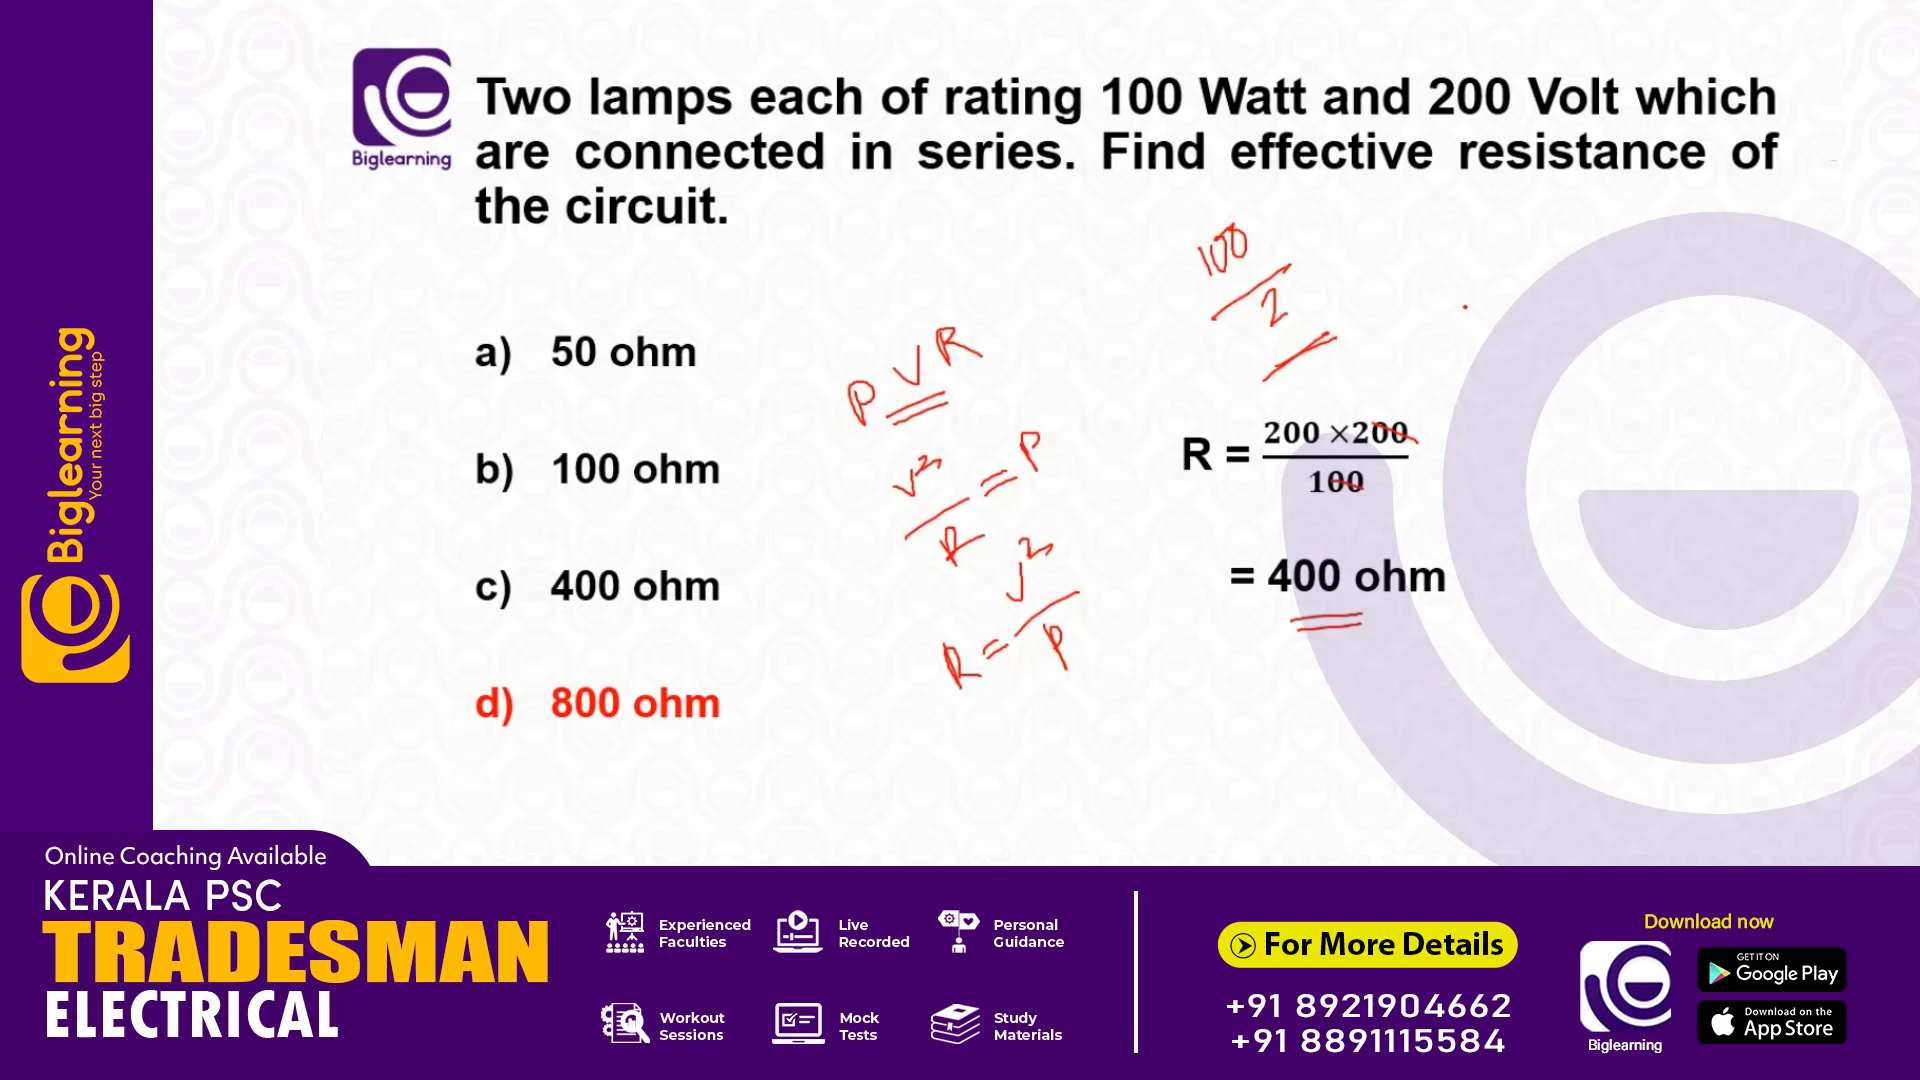 Biglearning
Two lamps each of rating 100 Watt and 200 Volt which
are connected in series. Find effective resistance of
the circuit.
100
2
a) 50 ohm
b) 100 ohm
c) 400 ohm
d) 800 ohm
P V R
V²
R
= P
R =
V²
P
R = 200 ×200
100
= 400 ohm
Biglearning
Your next big step
Online Coaching Available
KERALA PSC
TRADESMAN
ELECTRICAL
Experienced
Faculties
Live
Recorded
Personal
Guidance
Workout
Sessions
Mock
Tests
Study
Materials
For More Details
+91 8921904662
+91 8891115584
Download now
Biglearning
GET IT ON
Google Play
Download on the
App Store